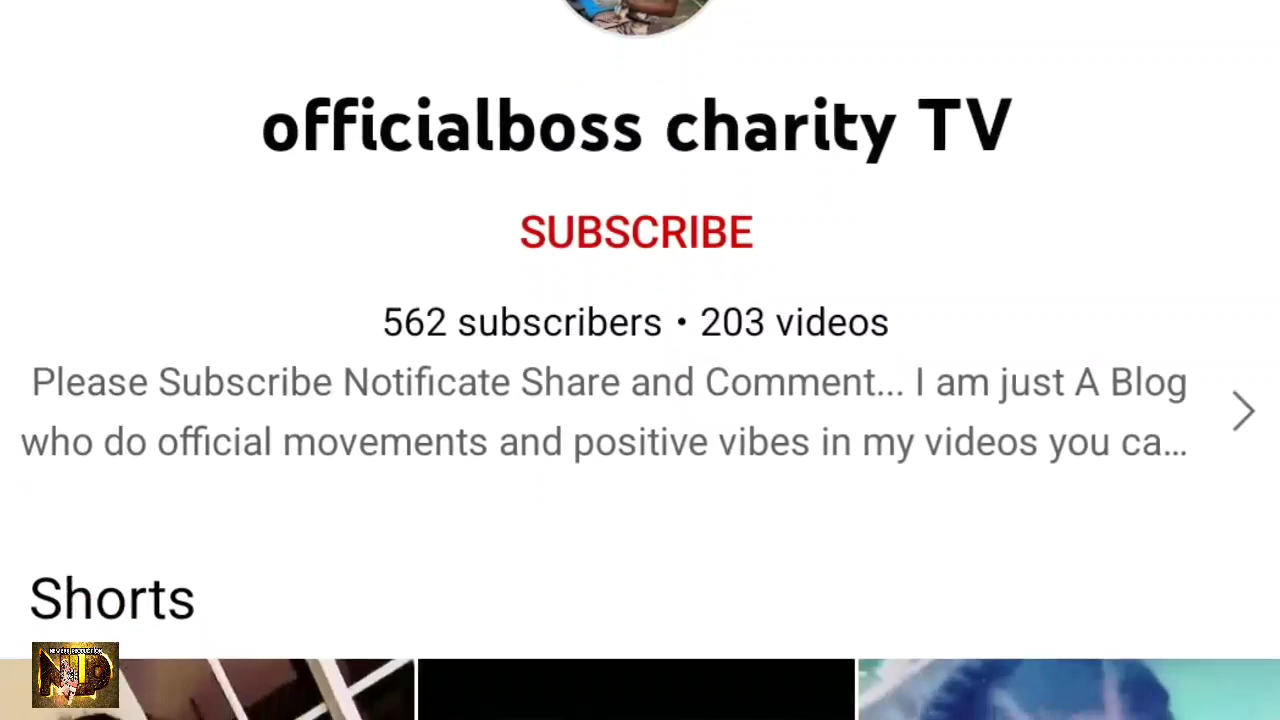 officialboss charity TV
SUBSCRIBE
562 subscribers • 203 videos
Please Subscribe Notificate Share and Comment... I am just A Blog
who do official movements and positive vibes in my videos you ca...
Shorts